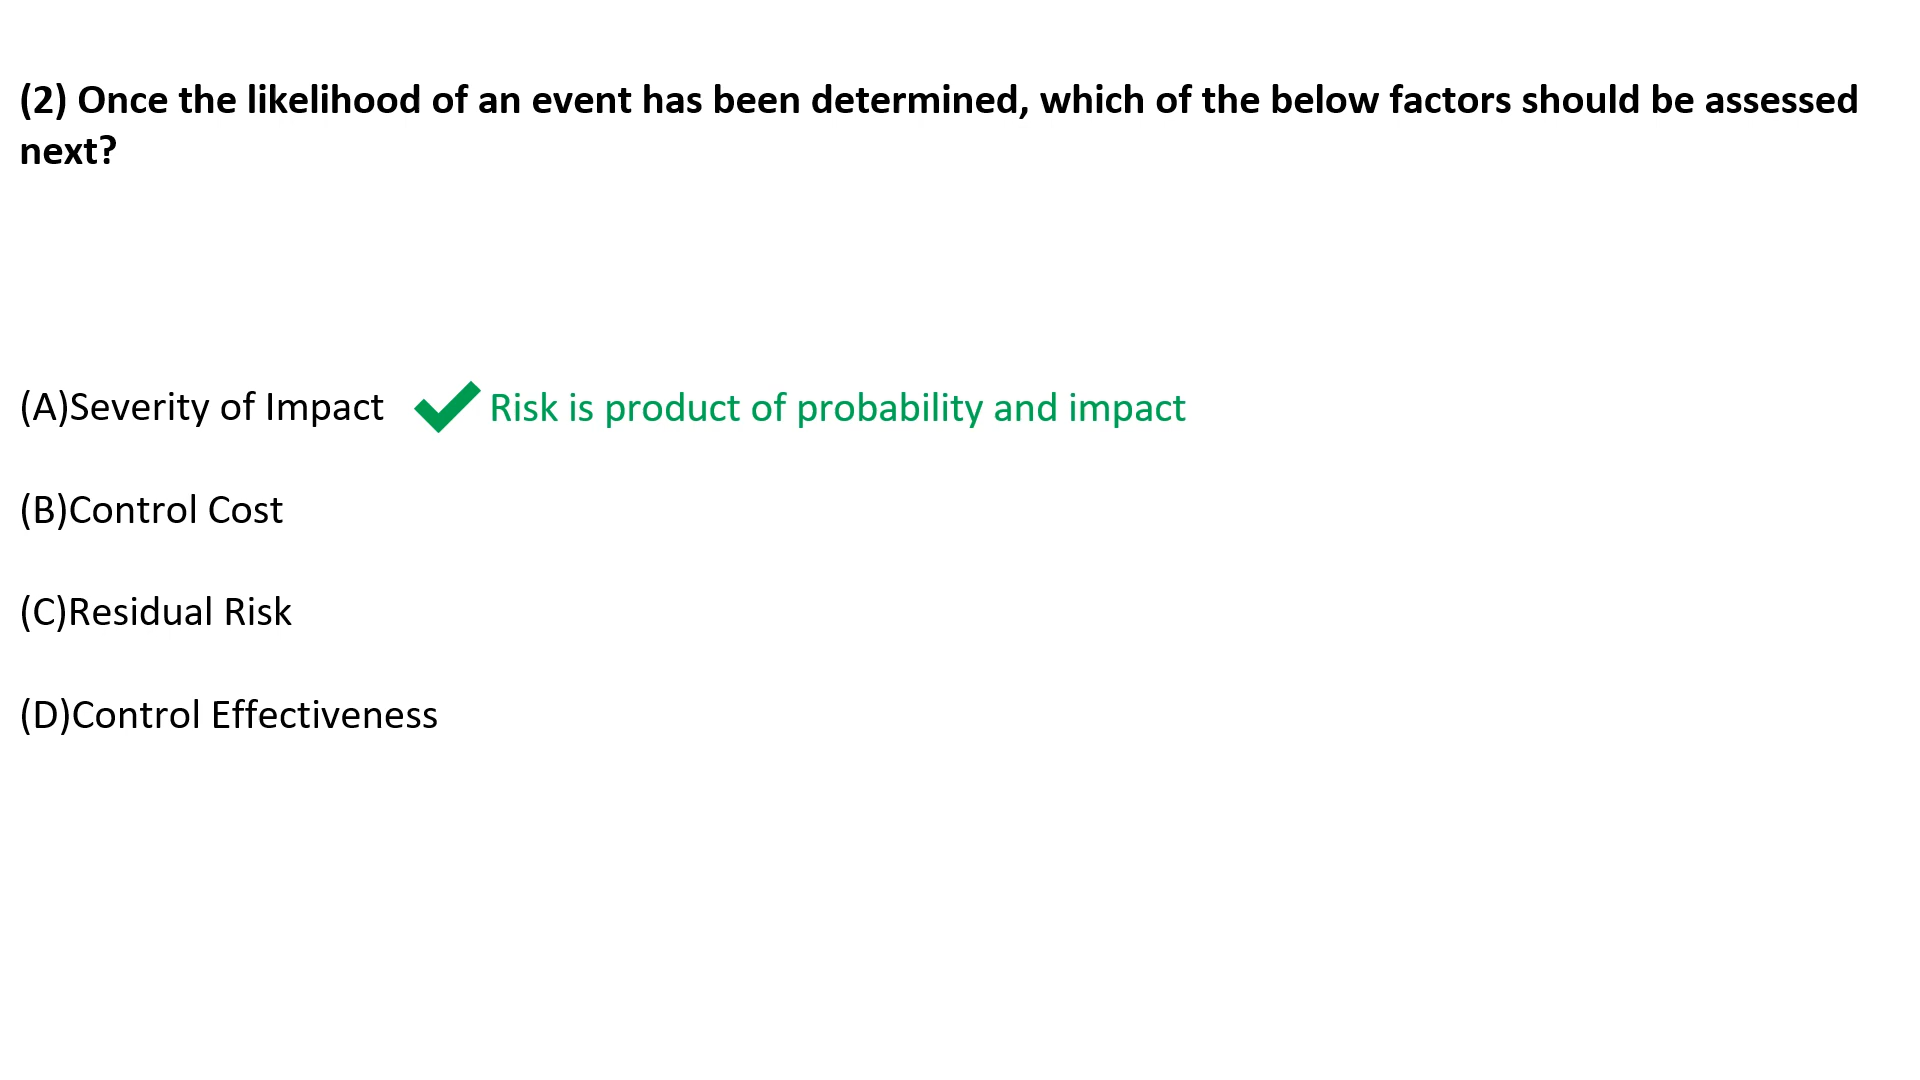 (2) Once the likelihood of an event has been determined, which of the below factors should be assessed
next?
(A)Severity of Impact Risk is product of probability and impact
(B)Control Cost
(C)Residual Risk
(D)Control Effectiveness